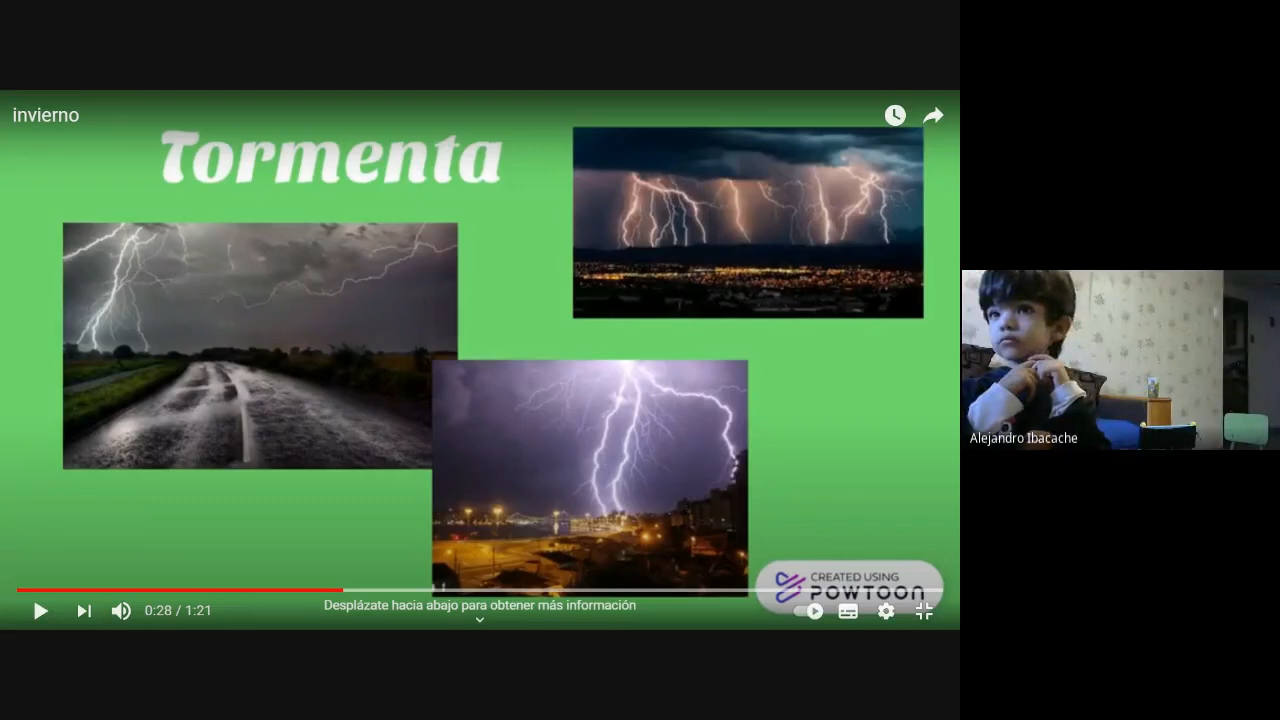 invierno
Tormenta
Alejandro Ibacache
CREATED USING
POWTOON
0:28 / 1:21
Desplázate hacia abajo para obtener más información